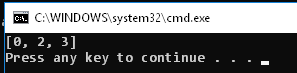 C:\WINDOWS\system32\cmd.exe
[0, 2, 3]
Press any key to continue . . .